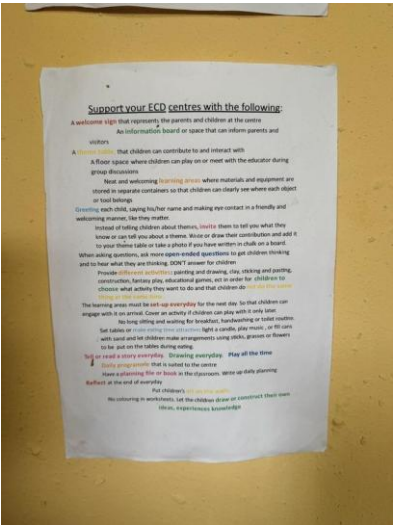 Support your ECD centres with the following:
A welcome sign that represents the parents and children at the centre
An information board or space that can inform parents and
visitors
A theme table that children can contribute to and interact with
A floor space where children can play on or meet with the educator during
group discussions
Neat and welcoming learning areas where materials and equipment are
stored in separate containers so that children can clearly see where each object
or tool belongs
Greeting each child, saying his/her name and making eye contact in a friendly and
welcoming manner, like they matter.
Instead of telling children about themes, invite them to tell you what they
know or can tell you about a theme. Write or draw their contribution and add it
to your theme table or take a photo if you have written in chalk on a board.
When asking questions, ask more open-ended questions to get children thinking
and to hear what they are thinking. DON'T answer for children
Provide different activities: painting and drawing, clay, sticking and pasting,
construction, fantasy play, educational games, ect in order for children to
choose what activity they want to do and that children do not do the same
thing at the same time.
The learning areas must be set-up everyday for the next day. So that children can
engage with it on arrival. Cover an activity if children can play with it only later.
No long sitting and waiting for breakfast, handwashing or toilet routine.
Set tables or make eating time attractive: light a candle, play music, or fill cans
with sand and let children make arrangements using sticks, grasses or flowers
to be put on the tables during eating.
Tell or read a story everyday. Drawing everyday. Play all the time
Daily programme that is suited to the centre
Have a planning file or book in the classroom. Write up daily planning
Reflect at the end of everyday
Put children's art on the walls.
No colouring in worksheets. Let the children draw or construct their own
ideas, experiences knowledge